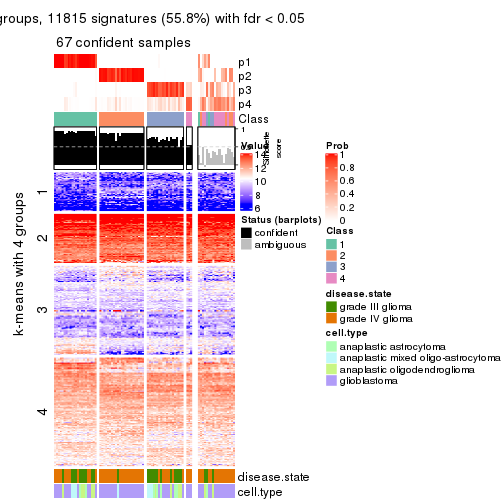 groups, 11815 signatures (55.8%) with fdr < 0.05
67 confident samples
p1
p2
p3
p4
Class
1
Silhouette
score
k-means with 4 groups
1
2
3
4
disease.state
cell.type
Value
14
12
10
8
6
Status (barplots)
confident
ambiguous
Prob
1
0.8
0.6
0.4
0.2
0
Class
1
2
3
4
disease.state
grade III glioma
grade IV glioma
cell.type
anaplastic astrocytoma
anaplastic mixed oligo-astrocytoma
anaplastic oligodendroglioma
glioblastoma